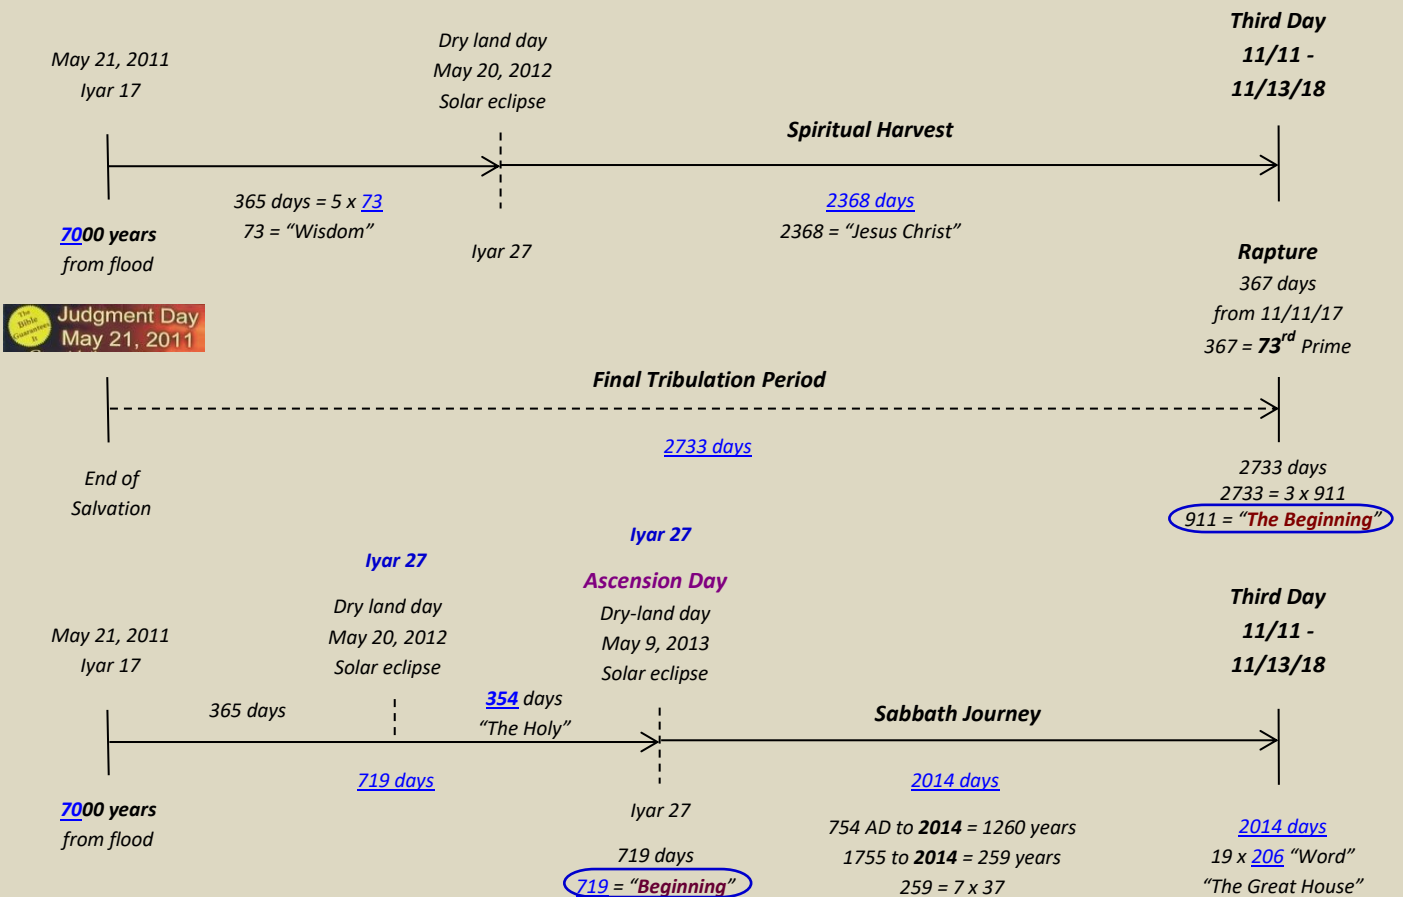 May 21, 2011
Iyar 17
Dry land day
May 20, 2012
Solar eclipse
Third Day
11/11 -
11/13/18
Spiritual Harvest
365 days = 5 x 73
73 = “Wisdom”
2368 days
2368 = “Jesus Christ”
7000 years
from flood
Iyar 27
Rapture
367 days
from 11/11/17
367 = 73rd Prime
The
Bible
Guarantees
It
Judgment Day
May 21, 2011
Final Tribulation Period
2733 days
End of
Salvation
2733 days
2733 = 3 x 911
911 = “The Beginning”
Iyar 27
Dry land day
May 20, 2012
Solar eclipse
Iyar 27
Ascension Day
Dry-land day
May 9, 2013
Solar eclipse
Third Day
11/11 -
11/13/18
May 21, 2011
Iyar 17
365 days
354 days
“The Holy”
Sabbath Journey
719 days
2014 days
7000 years
from flood
Iyar 27
719 days
719 = “Beginning”
754 AD to 2014 = 1260 years
1755 to 2014 = 259 years
259 = 7 x 37
2014 days
19 x 206 “Word”
“The Great House”